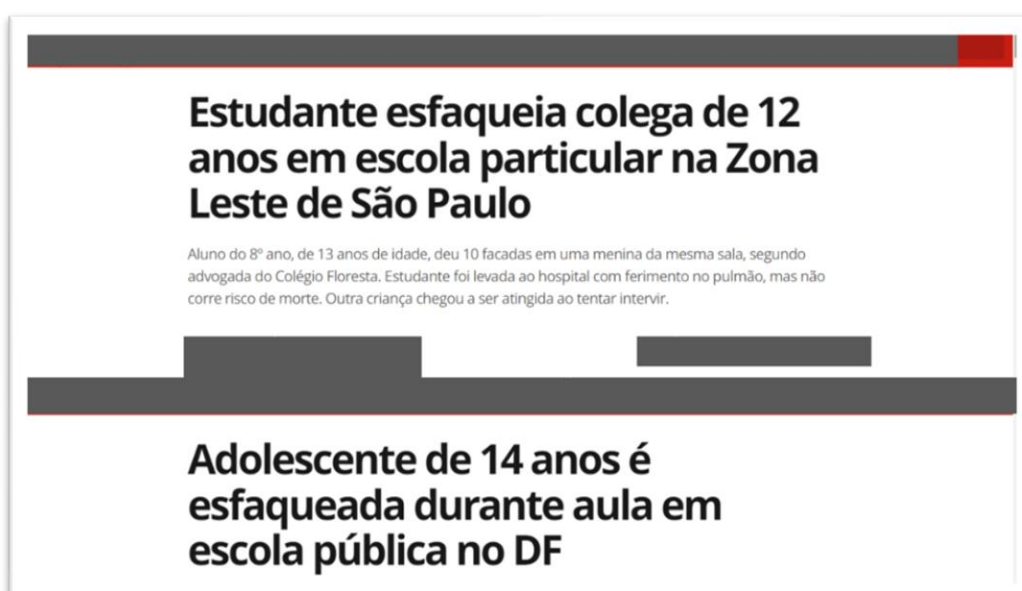 Estudante esfaqueia colega de 12
anos em escola particular na Zona
Leste de São Paulo
Aluno do 8º ano, de 13 anos de idade, deu 10 facadas em uma menina da mesma sala, segundo
advogada do Colégio Floresta. Estudante foi levada ao hospital com ferimento no pulmão, mas não
corre risco de morte. Outra criança chegou a ser atingida ao tentar intervir.
Adolescente de 14 anos é
esfaqueada durante aula em
escola pública no DF